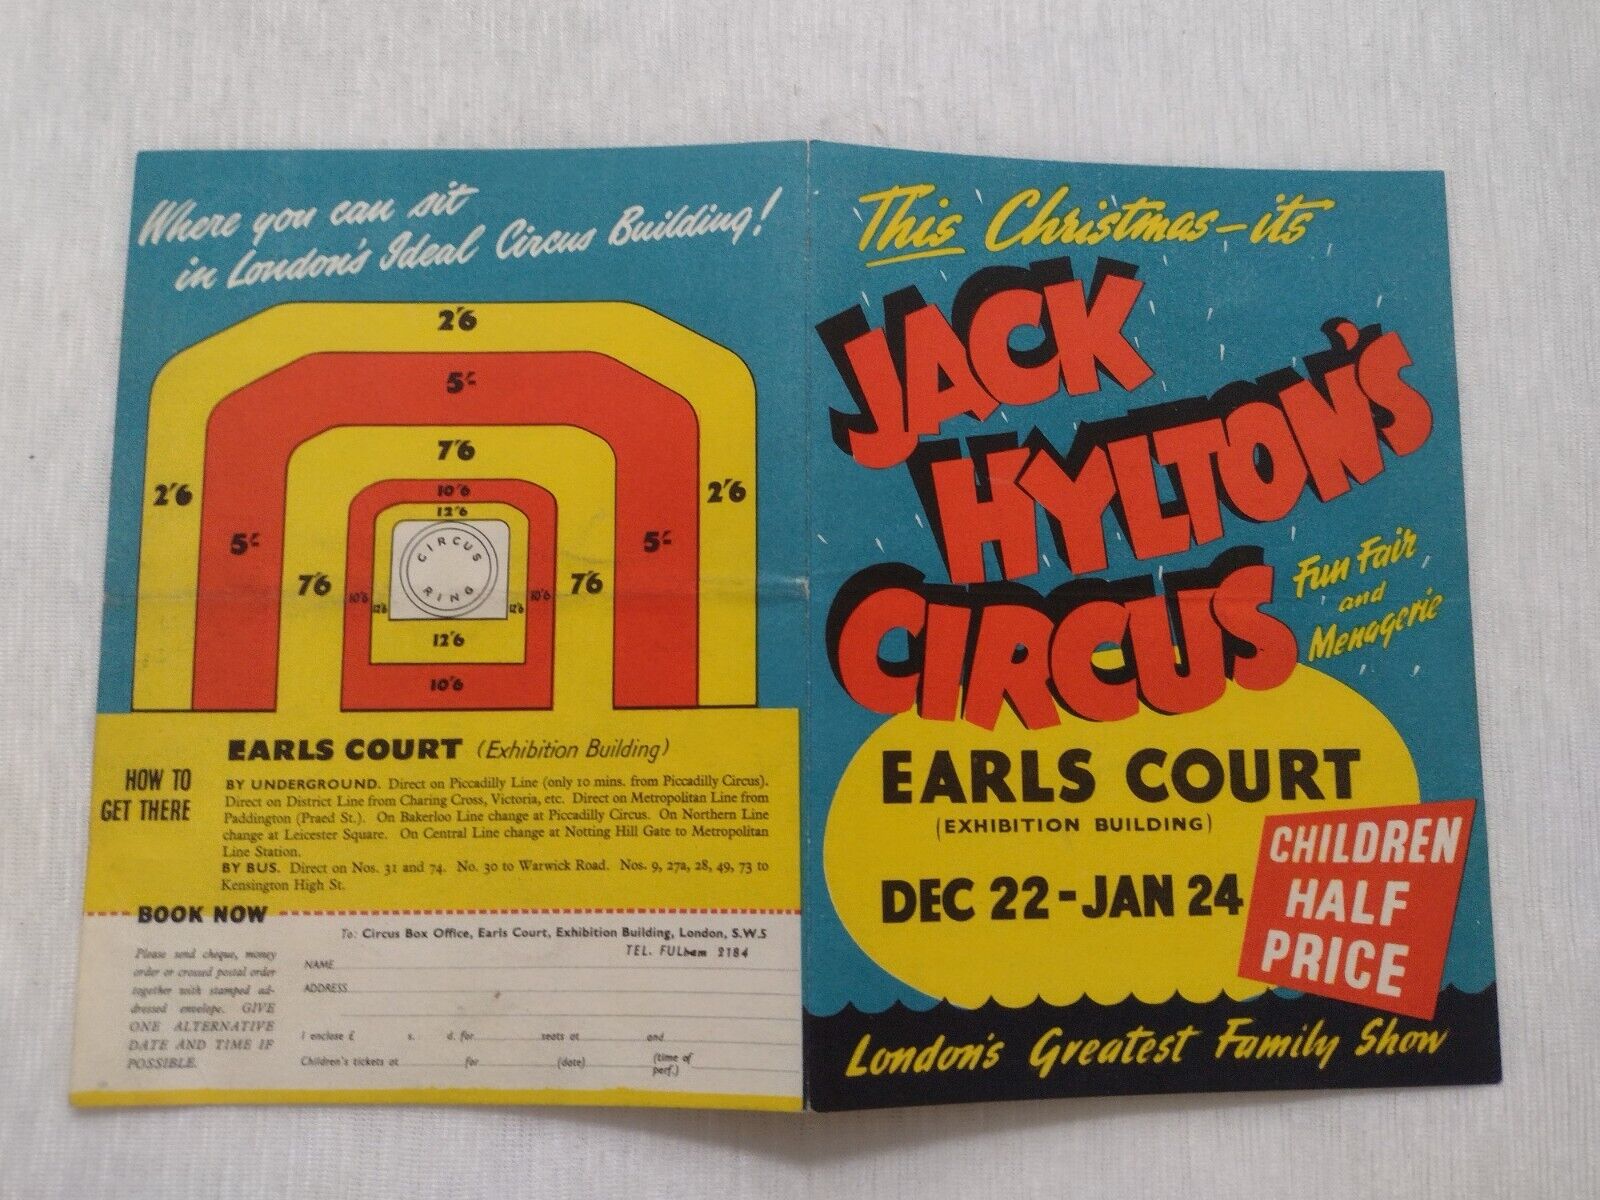 Where you can sit
in London's Ideal Circus Building!
2'6
5'-
7'6
10'6
12'6
2'6
2'6
5'-
5'-
7'6
7'6
10'6
12'6
CIRCUS
RING
12'6
10'6
12'6
10'6
HOW TO
GET THERE
EARLS COURT (Exhibition Building)
BY UNDERGROUND. Direct on Piccadilly Line (only 10 mins. from Piccadilly Circus).
Direct on District Line from Charing Cross, Victoria, etc. Direct on Metropolitan Line from
Paddington (Praed St.). On Bakerloo Line change at Piccadilly Circus. On Northern Line
change at Leicester Square. On Central Line change at Notting Hill Gate to Metropolitan
Line Station.
BY BUS. Direct on Nos. 31 and 74. No. 30 to Warwick Road. Nos. 9, 27a, 28, 49, 73 to
Kensington High St.
BOOK NOW
Please send cheque, money
order or crossed postal order
together with stamped ad-
dressed envelope. GIVE
ONE ALTERNATIVE
DATE AND TIME IF
POSSIBLE.
To: Circus Box Office, Earls Court, Exhibition Building, London, S.W.5
TEL. FULham 2184
NAME
ADDRESS
I enclose £ s. d. for seats at and
Children's tickets at for (date) (time of
perf.)
This Christmas-its
JACK
HYLTON'S
CIRCUS
Fun Fair
and
Menagerie
EARLS COURT
(EXHIBITION BUILDING)
DEC 22-JAN 24
CHILDREN
HALF
PRICE
London's Greatest Family Show